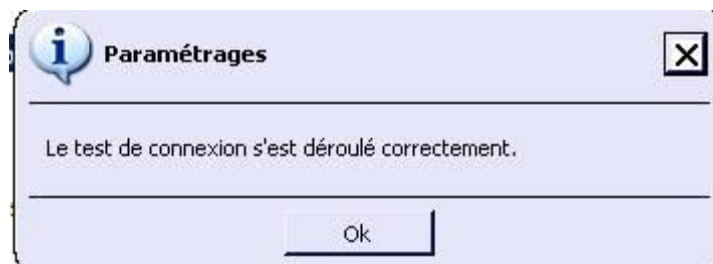 Paramétrages
Le test de connexion s'est déroulé correctement.
Ok